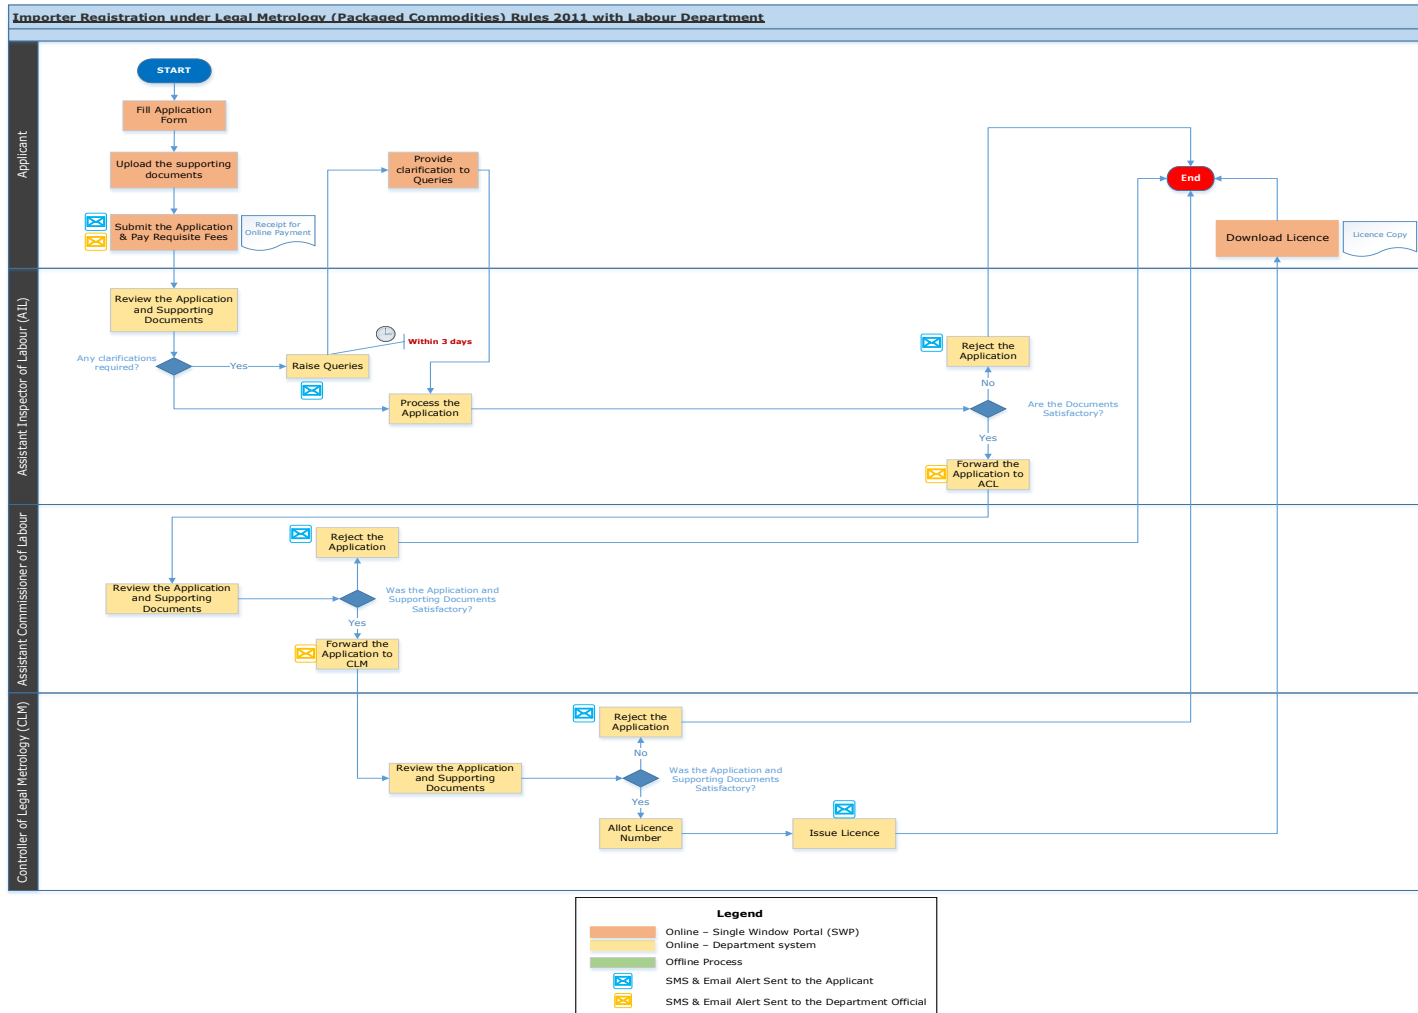 Importer Registration under Legal Metrology (Packaged Commodities) Rules 2011 with Labour Department
Applicant
START
Fill Application
Form
Upload the supporting
documents
Submit the Application
& Pay Requisite Fees
Receipt for
Online Payment
Provide
clarification to
Queries
End
Download Licence
Licence Copy
Assistant Inspector of Labour (AIL)
Review the Application
and Supporting
Documents
Any clarifications
required?
Yes
Raise Queries
Within 3 days
Process the
Application
Reject the
Application
No
Are the Documents
Satisfactory?
Yes
Forward the
Application to
ACL
Assistant Commissioner of Labour
Reject the
Application
Review the Application
and Supporting
Documents
Was the Application and
Supporting Documents
Satisfactory?
Yes
Forward the
Application to
CLM
Controller of Legal Metrology (CLM)
Reject the
Application
No
Review the Application
and Supporting
Documents
Was the Application and
Supporting Documents
Satisfactory?
Yes
Allot Licence
Number
Issue Licence
Legend
Online – Single Window Portal (SWP)
Online – Department system
Offline Process
SMS & Email Alert Sent to the Applicant
SMS & Email Alert Sent to the Department Official